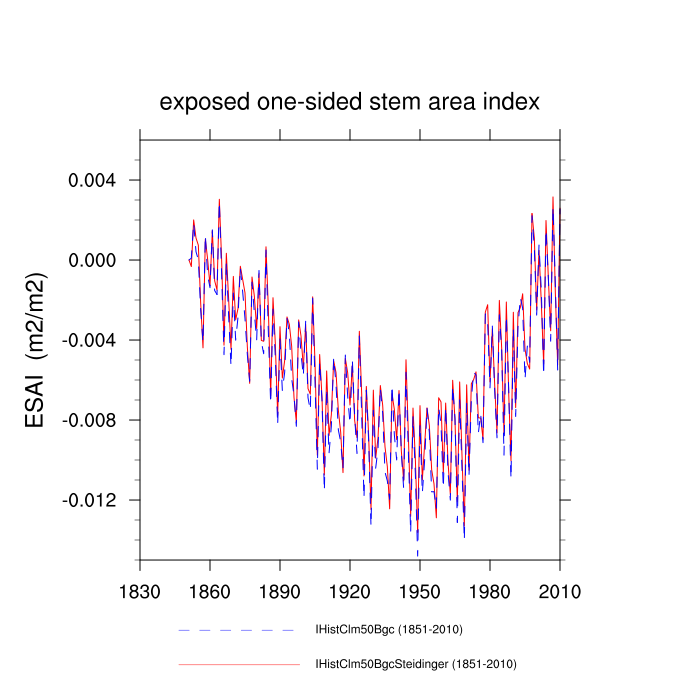 exposed one-sided stem area index
ESAI (m2/m2)
0.004
0.000
-0.004
-0.008
-0.012
1830 1860 1890 1920 1950 1980 2010
IHistClm50Bgc (1851-2010)
IHistClm50BgcSteidinger (1851-2010)